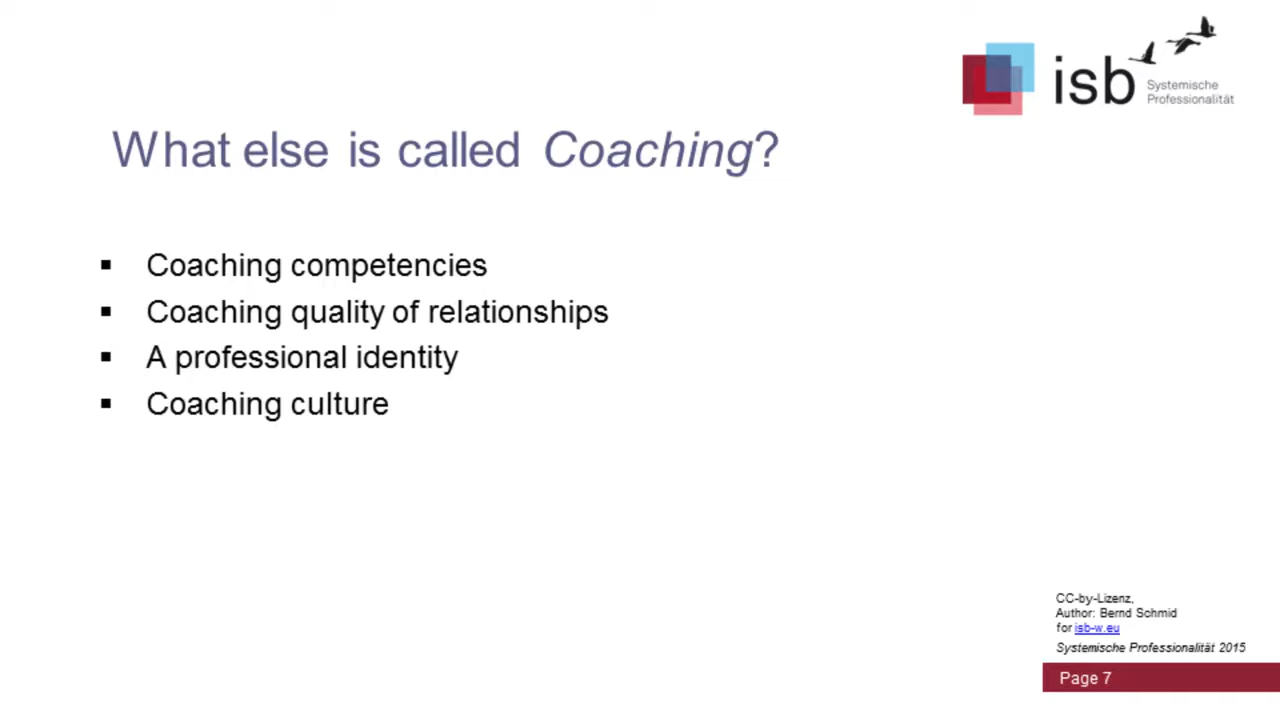 isb
Systemische
Professionalität
What else is called Coaching?
▪ Coaching competencies
▪ Coaching quality of relationships
▪ A professional identity
▪ Coaching culture
CC-by-Lizenz,
Author: Bernd Schmid
for isb-w.eu
Systemische Professionalität 2015
Page 7